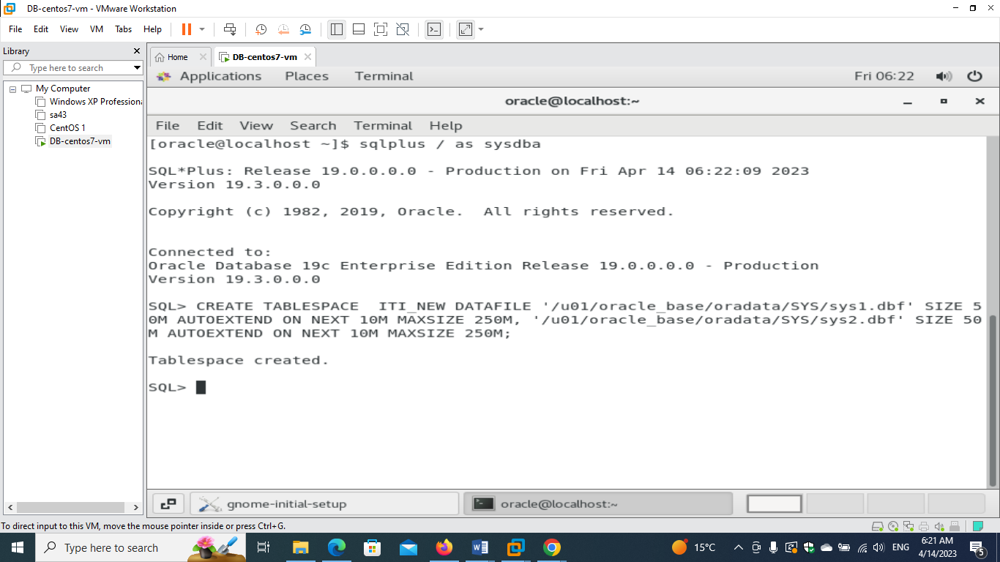 DB-centos7-vm - VMware Workstation
File Edit View VM Tabs Help
Library
Type here to search
My Computer
Windows XP Professiona
sa43
CentOS 1
DB-centos7-vm
Home DB-centos7-vm
Applications Places Terminal Fri 06:22
oracle@localhost:~
File Edit View Search Terminal Help
[oracle@localhost ~]$ sqlplus / as sysdba
SQL*Plus: Release 19.0.0.0.0 - Production on Fri Apr 14 06:22:09 2023
Version 19.3.0.0.0
Copyright (c) 1982, 2019, Oracle.  All rights reserved.
Connected to:
Oracle Database 19c Enterprise Edition Release 19.0.0.0.0 - Production
Version 19.3.0.0.0
SQL> CREATE TABLESPACE  ITI_NEW DATAFILE '/u01/oracle_base/oradata/SYS/sys1.dbf' SIZE 5
0M AUTOEXTEND ON NEXT 10M MAXSIZE 250M, '/u01/oracle_base/oradata/SYS/sys2.dbf' SIZE 50
M AUTOEXTEND ON NEXT 10M MAXSIZE 250M;
Tablespace created.
SQL>
gnome-initial-setup oracle@localhost:~
To direct input to this VM, move the mouse pointer inside or press Ctrl+G.
Type here to search 15°C ENG 6:21 AM
4/14/2023 5